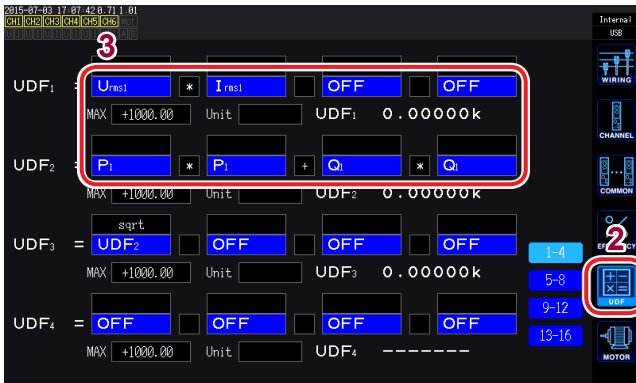 2015-07-03 17:07:42 0.71 1.01
Internal
USB
CH1 CH2 CH3 CH4 CH5 CH6 Mot
U I U I U I U I U I U I A B
3
WIRING
UDF1 = Urms1 * Irms1 OFF OFF
MAX +1000.00 Unit UDF1 0.00000k
CHANNEL
UDF2 = P1 * P1 + Q1 * Q1
MAX +1000.00 Unit UDF2 0.00000k
COMMON
sqrt
UDF3 = UDF2 OFF OFF OFF
2
1-4
MAX +1000.00 Unit UDF3 0.00000k
5-8
UDF
9-12
UDF4 = OFF OFF OFF OFF
13-16
MAX +1000.00 Unit UDF4 -------
MOTOR